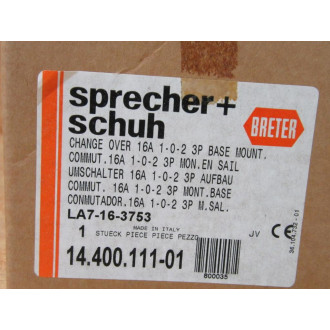 sprecher+
schuh
BRETER
CHANGE OVER 16A 1-0-2 3P BASE MOUNT.
COMMUT.16A 1-0-2 3P MON.EN SAIL
UMSCHALTER 16A 1-0-2 3P AUFBAU
COMMUT. 16A 1-0-2 3P MONT.BASE
CONMUTADOR.16A 1-0-2 3P M.SAL.
LA7-16-3753
MADE IN ITALY
1 STUECK PIECE PIECE PEZZO
JV CE
14.400.111-01
800035